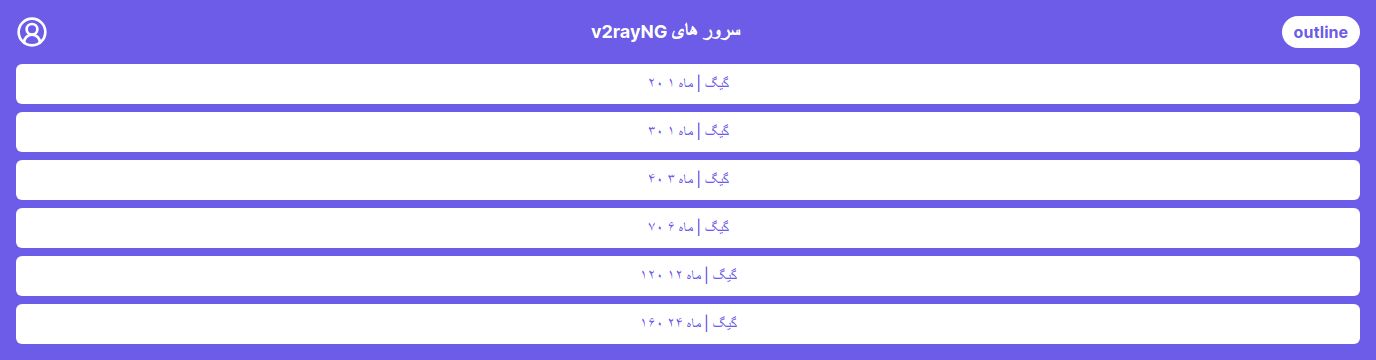 outline
سرور های v2rayNG
گیگ | ماه ۱ ۲۰
گیگ | ماه ۱ ۳۰
گیگ | ماه ۳ ۴۰
گیگ | ماه ۶ ۷۰
گیگ | ماه ۱۲ ۱۲۰
گیگ | ماه ۲۴ ۱۶۰